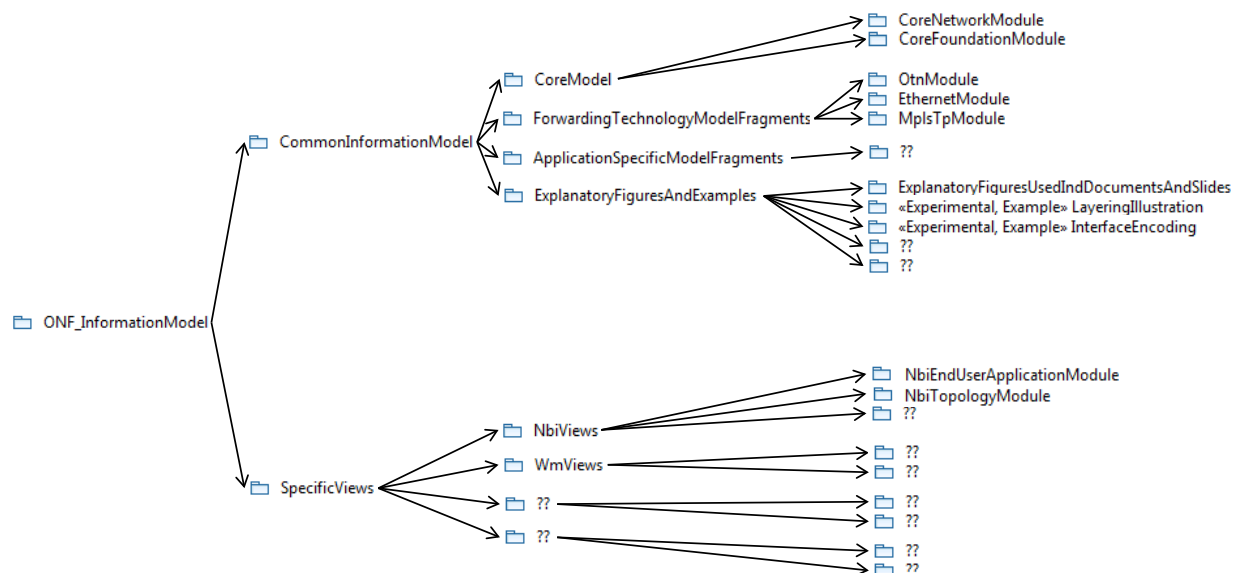 CoreNetworkModule
CoreFoundationModule
CoreModel
OtnModule
EthernetModule
ForwardingTechnologyModelFragments
MplsTpModule
CommonInformationModel
ApplicationSpecificModelFragments
??
ExplanatoryFiguresAndExamples
ExplanatoryFiguresUsedIndDocumentsAndSlides
«Experimental, Example» LayeringIllustration
«Experimental, Example» InterfaceEncoding
??
??
ONF_InformationModel
NbiEndUserApplicationModule
NbiTopologyModule
??
NbiViews
??
WmViews
??
SpecificViews
??
??
??
??
??
??